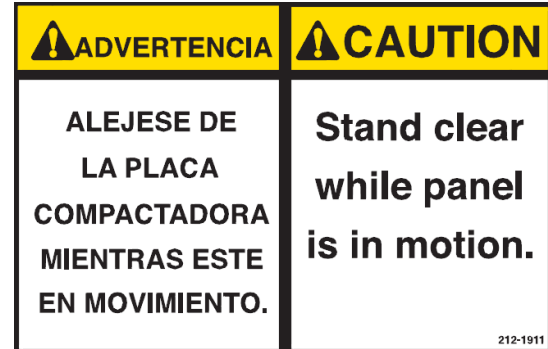 ADVERTENCIA
ALEJESE DE
LA PLACA
COMPACTADORA
MIENTRAS ESTE
EN MOVIMIENTO.
CAUTION
Stand clear
while panel
is in motion.
212-1911